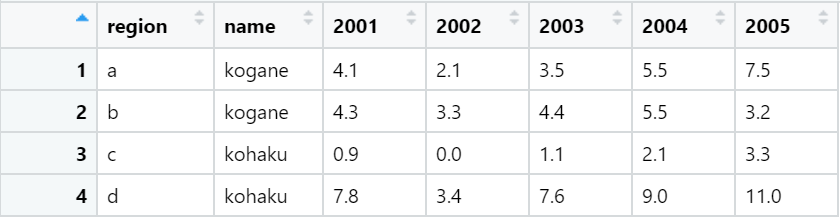 region name 2001 2002 2003 2004 2005
1 a kogane 4.1 2.1 3.5 5.5 7.5
2 b kogane 4.3 3.3 4.4 5.5 3.2
3 c kohaku 0.9 0.0 1.1 2.1 3.3
4 d kohaku 7.8 3.4 7.6 9.0 11.0